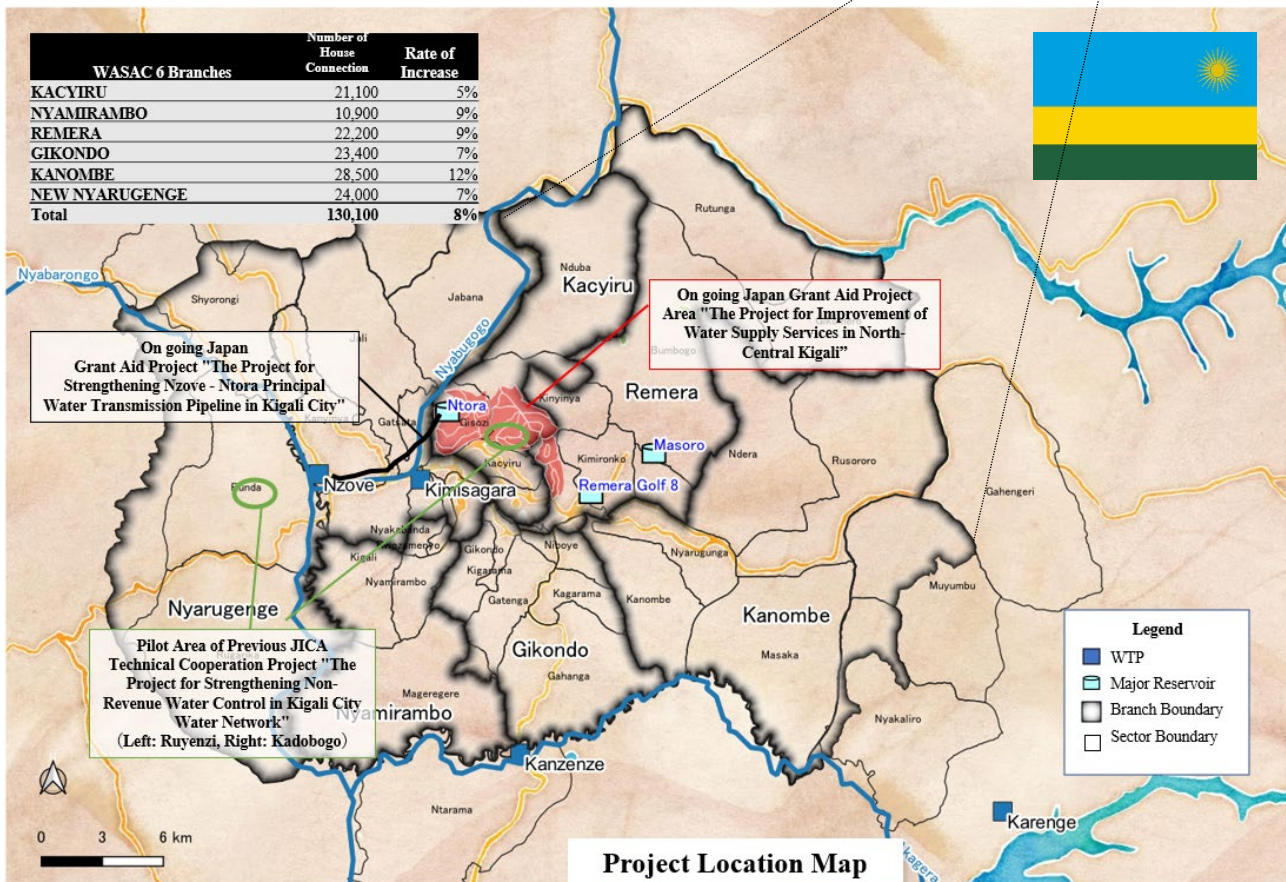 WASAC 6 Branches
Number of
House
Connection
Rate of
Increase
KACYIRU 21,100 5%
NYAMIRAMBO 10,900 9%
REMERA 22,200 9%
GIKONDO 23,400 7%
KANOMBE 28,500 12%
NEW NYARUGENGE 24,000 7%
Total 130,100 8%
Rutunga
Nyabarongo
Nduba
Kacyiru
Shyorongi
Jabana
Nyabugogo
On going Japan Grant Aid Project
Area "The Project for Improvement of
Water Supply Services in North-
Central Kigali”
Bumbogo
On going Japan
Grant Aid Project "The Project for
Strengthening Nzove - Ntora Principal
Water Transmission Pipeline in Kigali City"
Jali
Kanyinya
Gatsata
Ntora
Gisozi
Kinyinya
Remera
Masoro
Kacyiru
Kimironko
Ndera
Rusororo
Gahengeri
Remera Golf 8
Nzove
Kimisagara
Runda
Nyakabanda
Kigali
Nyamirambo
Gikondo
Kigarama
Niboye
Nyarugunga
Gatenga
Kagarama
Kanombe
Muyumbu
Nyarugenge
Kanombe
Gikondo
Masaka
Gahanga
Pilot Area of Previous JICA
Technical Cooperation Project "The
Project for Strengthening Non-
Revenue Water Control in Kigali City
Water Network"
(Left: Ruyenzi, Right: Kadobogo)
Mageregere
Nyamirambo
Nyakaliro
Kanzenze
Ntarama
Karenge
Legend
WTP
Major Reservoir
Branch Boundary
Sector Boundary
0 3 6 km
Project Location Map